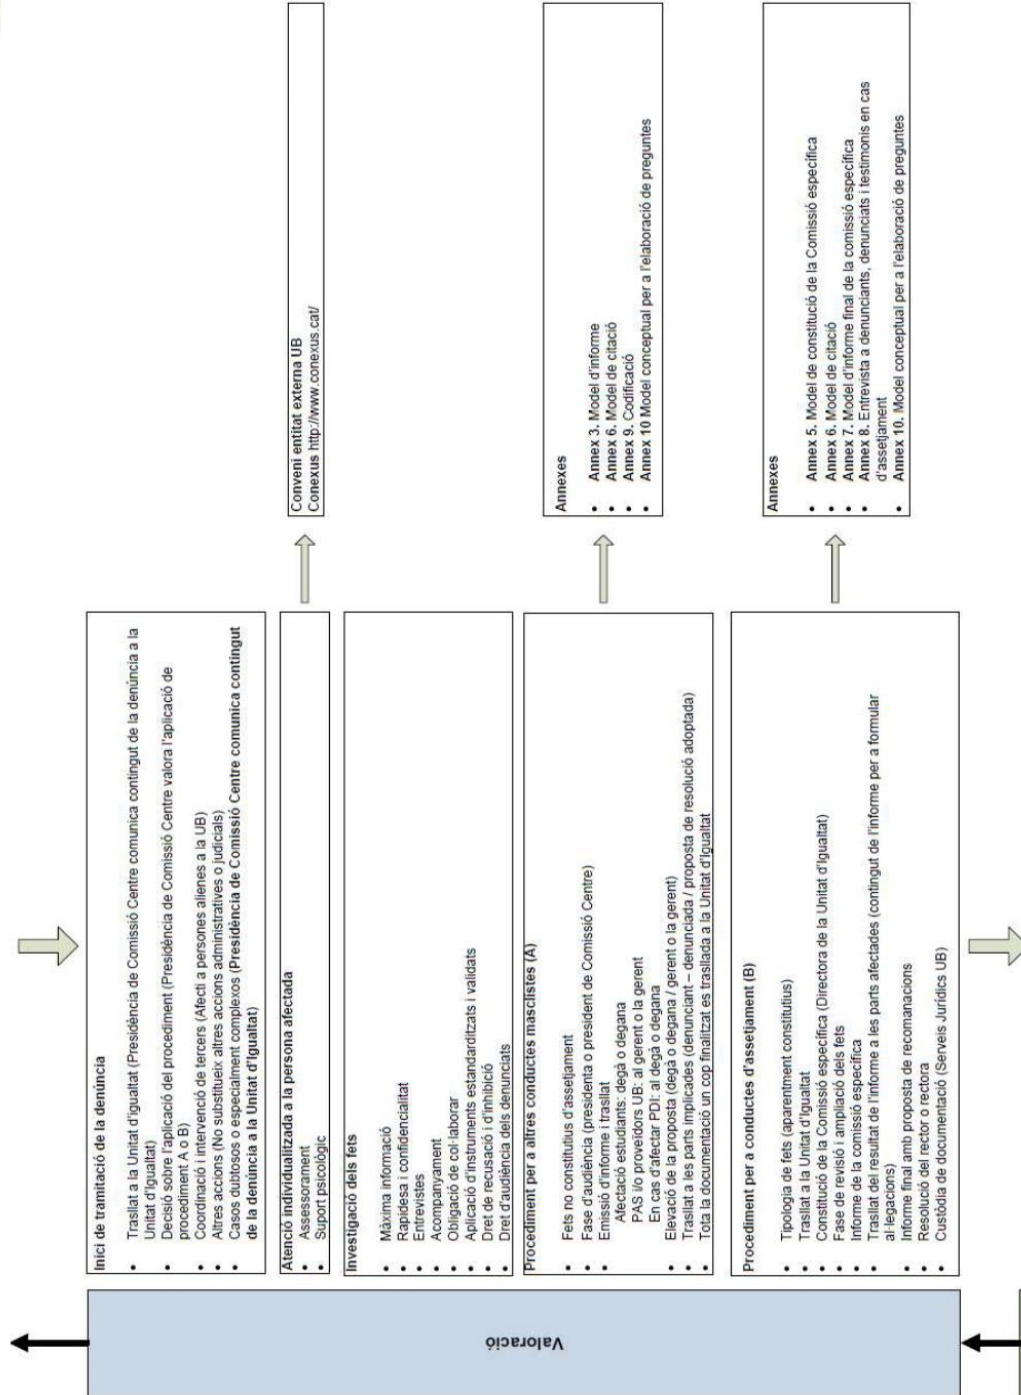 Valoració
Inici de tramitació de la denúncia
• Trasllat a la Unitat d'igualtat (Presidència de Comissió Centre comunica contingut de la denúncia a la
Unitat d'Igualtat)
• Decisió sobre l'aplicació del procediment (Presidència de Comissió Centre valora l'aplicació de
procediment A o B)
• Coordinació i intervenció de tercers (Afecti a persones alienes a la UB)
• Altres accions (No substitueix altres accions administratives o judicials)
• Casos dubtosos o especialment complexos (Presidència de Comissió Centre comunica contingut
de la denúncia a la Unitat d'Igualtat)
Atenció individualitzada a la persona afectada
• Assessorament
• Suport psicològic
Conveni entitat externa UB
Conexus http://www.conexus.cat/
Investigació dels fets
• Màxima informació
• Rapidesa i confidencialitat
• Entrevistes
• Acompanyament
• Obligació de col·laborar
• Aplicació d'instruments estandarditzats i validats
• Dret de recusació i d'inhibició
• Dret d'audiència dels denunciats
Procediment per a altres conductes masclistes (A)
• Fets no constitutius d'assetjament
• Fase d'audiència (presidenta o president de Comissió Centre)
• Emissió d'informe i trasllat
Afectació estudiants: degà o degana
PAS i/o proveïdors UB: al gerent o la gerent
En cas d'afectar PDI: al degà o degana
• Elevació de la proposta (degà o degana / gerent o la gerent)
• Trasllat a les parts implicades (denunciant – denunciada / proposta de resolució adoptada)
• Tota la documentació un cop finalitzat es trasllada a la Unitat d'Igualtat
Annexes
• Annex 3. Model d'informe
• Annex 6. Model de citació
• Annex 9. Codificació
• Annex 10 Model conceptual per a l'elaboració de preguntes
Procediment per a conductes d'assetjament (B)
• Tipologia de fets (aparentment constitutius)
• Trasllat a la Unitat d'Igualtat
• Constitució de la Comissió específica (Directora de la Unitat d'Igualtat)
• Fase de revisió i ampliació dels fets
• Informe de la comissió específica
• Trasllat del resultat de l'informe a les parts afectades (contingut de l'informe per a formular
al·legacions)
• Informe final amb proposta de recomanacions
• Resolució del rector o rectora
• Custòdia de documentació (Serveis Jurídics UB)
Annexes
• Annex 5. Model de constitució de la Comissió específica
• Annex 6. Model de citació
• Annex 7. Model d'informe final de la comissió específica
• Annex 8. Entrevista a denunciants, denunciats i testimonis en cas
d'assetjament
• Annex 10. Model conceptual per a l'elaboració de preguntes